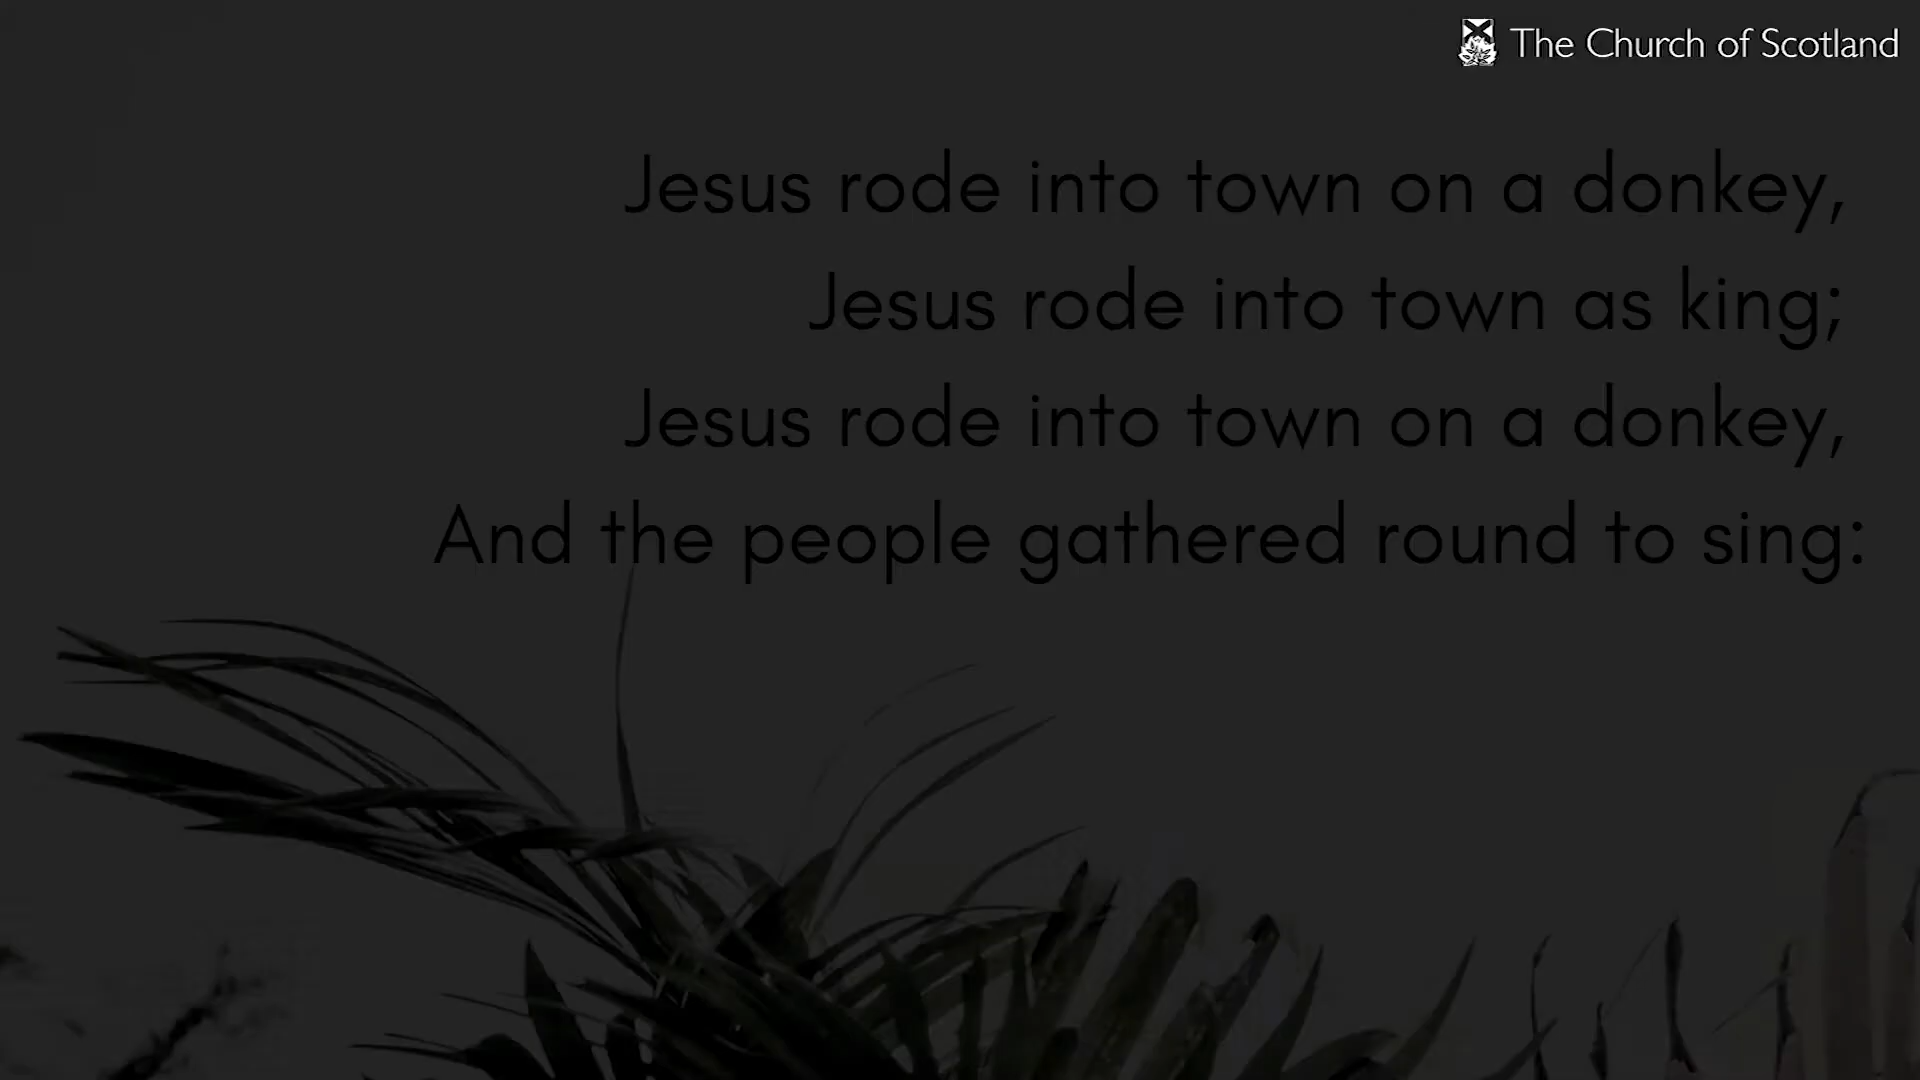 The Church of Scotland
Jesus rode into town on a donkey,
Jesus rode into town as king;
Jesus rode into town on a donkey,
And the people gathered round to sing: